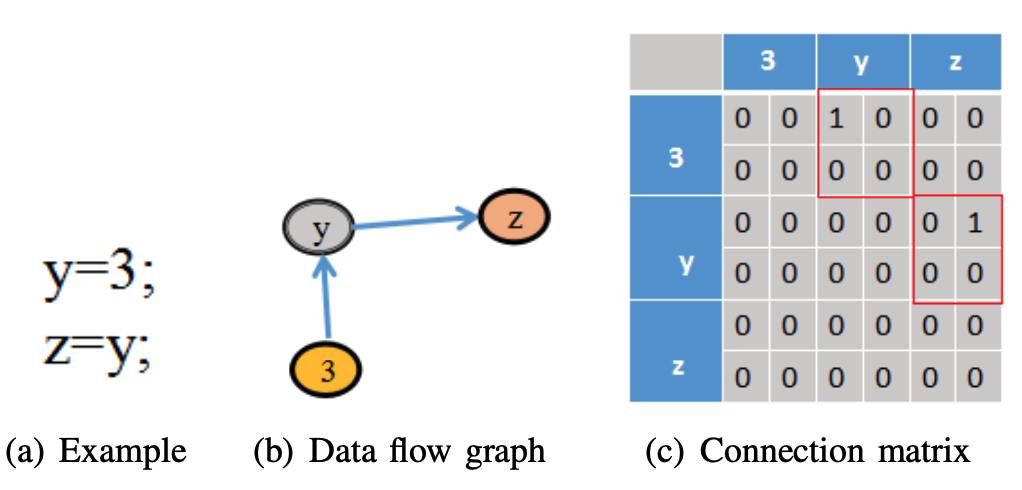 y=3;
z=y;
y
z
3
3 y z
3
0 0 1 0 0 0
0 0 0 0 0 0
y
0 0 0 0 0 1
0 0 0 0 0 0
z
0 0 0 0 0 0
0 0 0 0 0 0
(a) Example
(b) Data flow graph
(c) Connection matrix